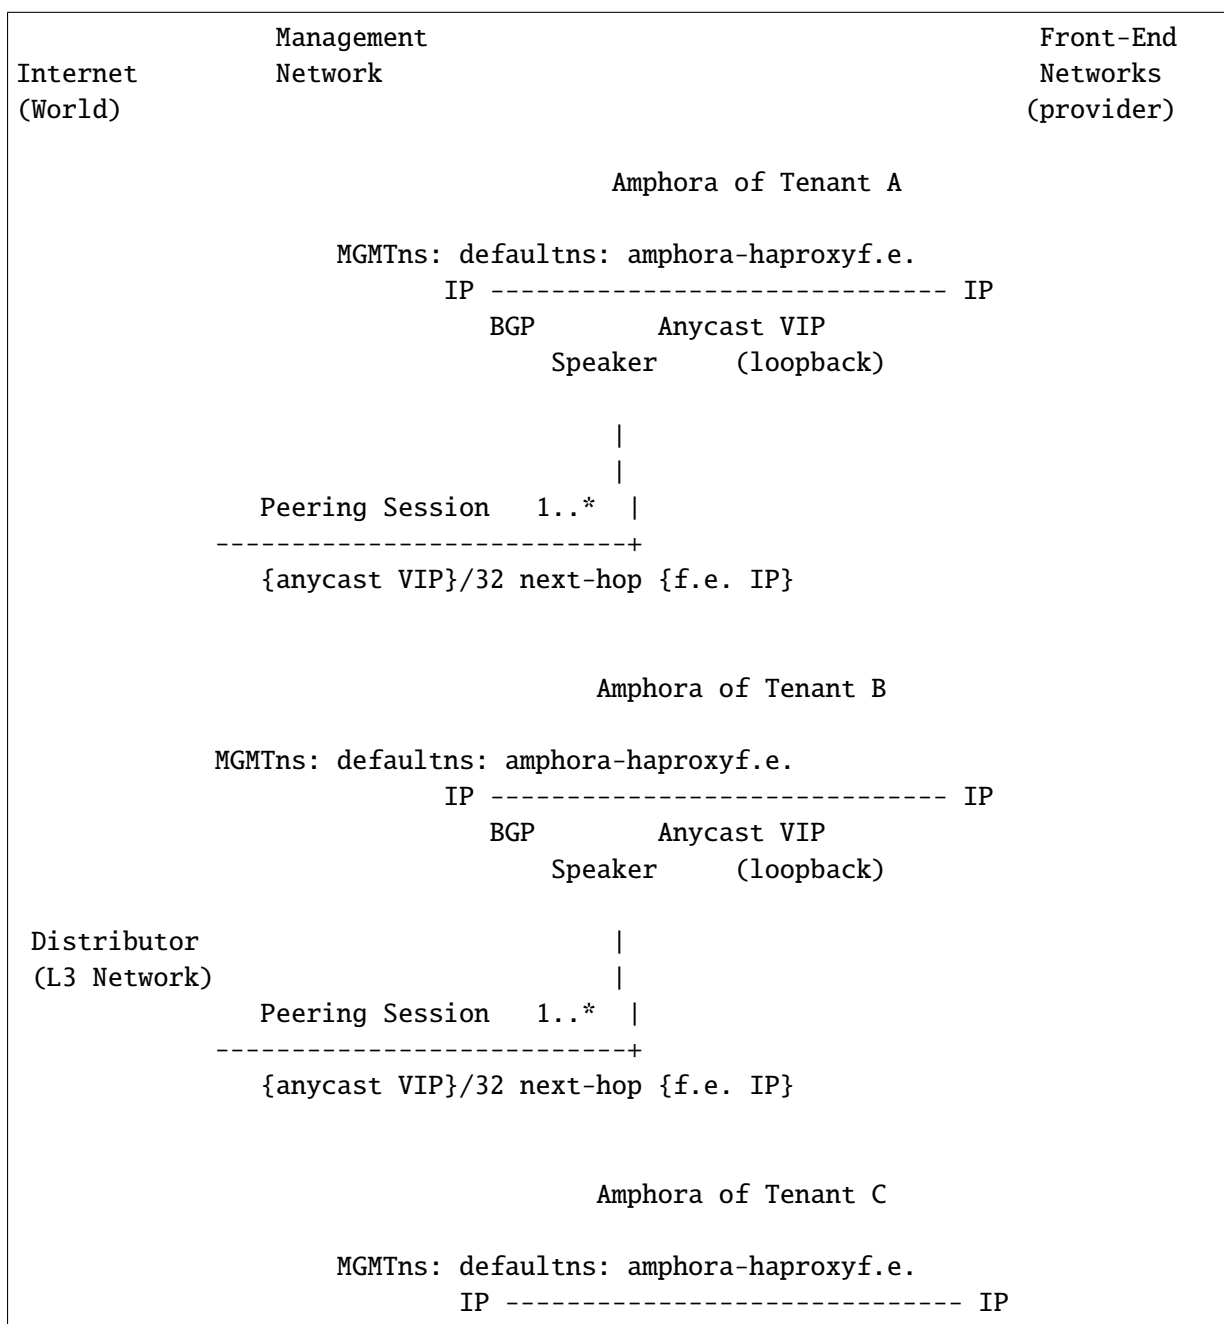 Management                                        Front-End
Internet         Network                                           Networks
(World)                                                           (provider)

                                       Amphora of Tenant A

                     MGMTns: defaultns: amphora-haproxyf.e.
                            IP ------------------------------ IP
                               BGP        Anycast VIP
                                   Speaker     (loopback)

                                       |
                                       |
                Peering Session   1..*  |
             ---------------------------+
                {anycast VIP}/32 next-hop {f.e. IP}


                                      Amphora of Tenant B

             MGMTns: defaultns: amphora-haproxyf.e.
                            IP ------------------------------ IP
                               BGP        Anycast VIP
                                   Speaker     (loopback)

 Distributor                           |
 (L3 Network)                          |
                Peering Session   1..*  |
             ---------------------------+
                {anycast VIP}/32 next-hop {f.e. IP}


                                      Amphora of Tenant C

                     MGMTns: defaultns: amphora-haproxyf.e.
                             IP ------------------------------ IP